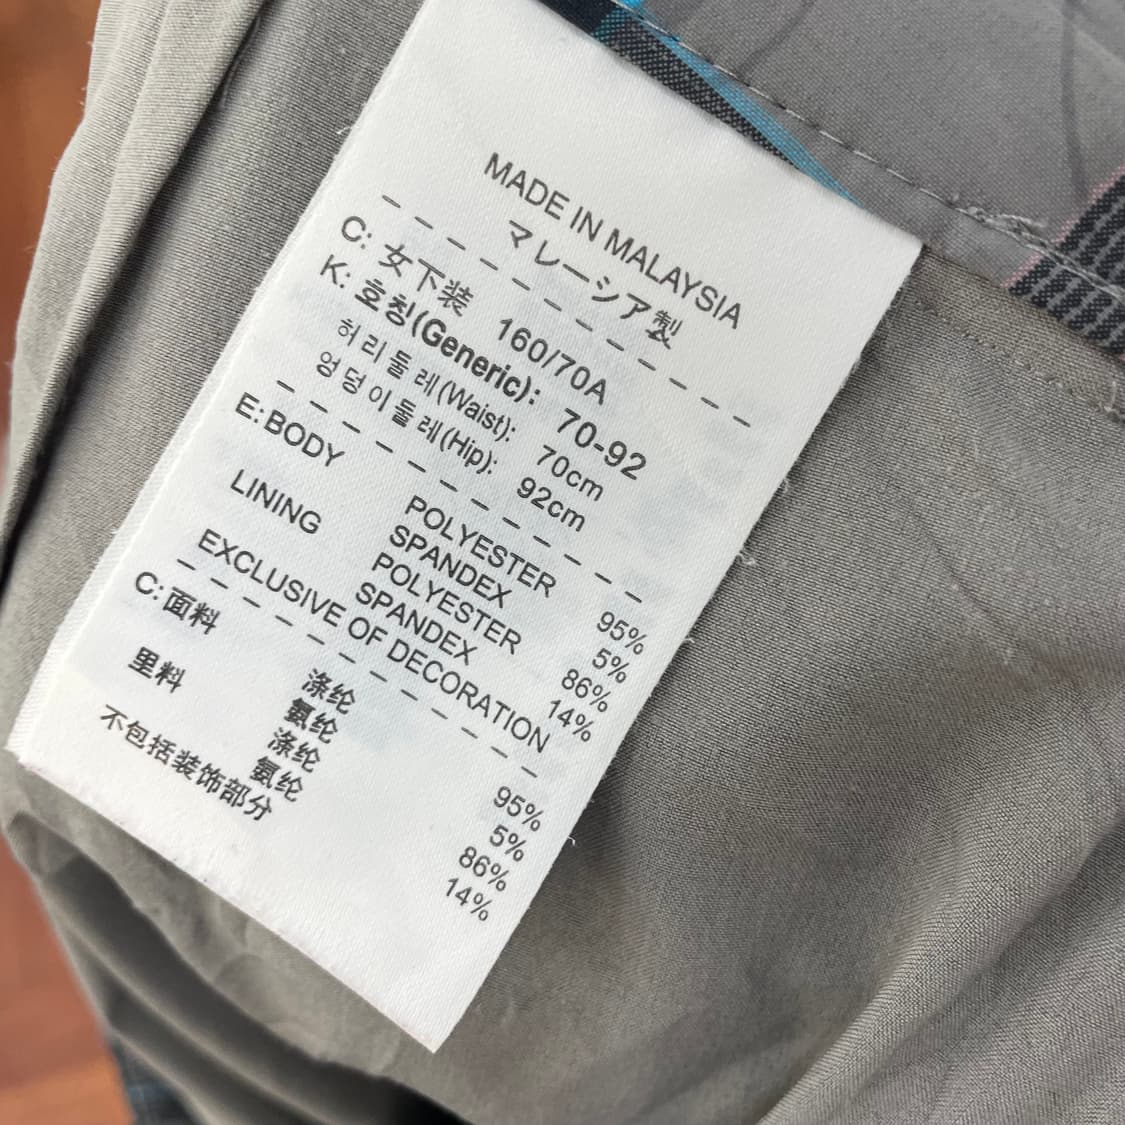 MADE IN MALAYSIA
マレーシア製
C: 女下装 160/70A
K: 호칭(Generic): 70-92
허리둘레(Waist): 70cm
엉덩이둘레(Hip): 92cm
E: BODY POLYESTER 95%
SPANDEX 5%
LINING POLYESTER 86%
SPANDEX 14%
EXCLUSIVE OF DECORATION
C: 面料 涤纶 95%
氨纶 5%
里料 涤纶 86%
氨纶 14%
不包括装饰部分